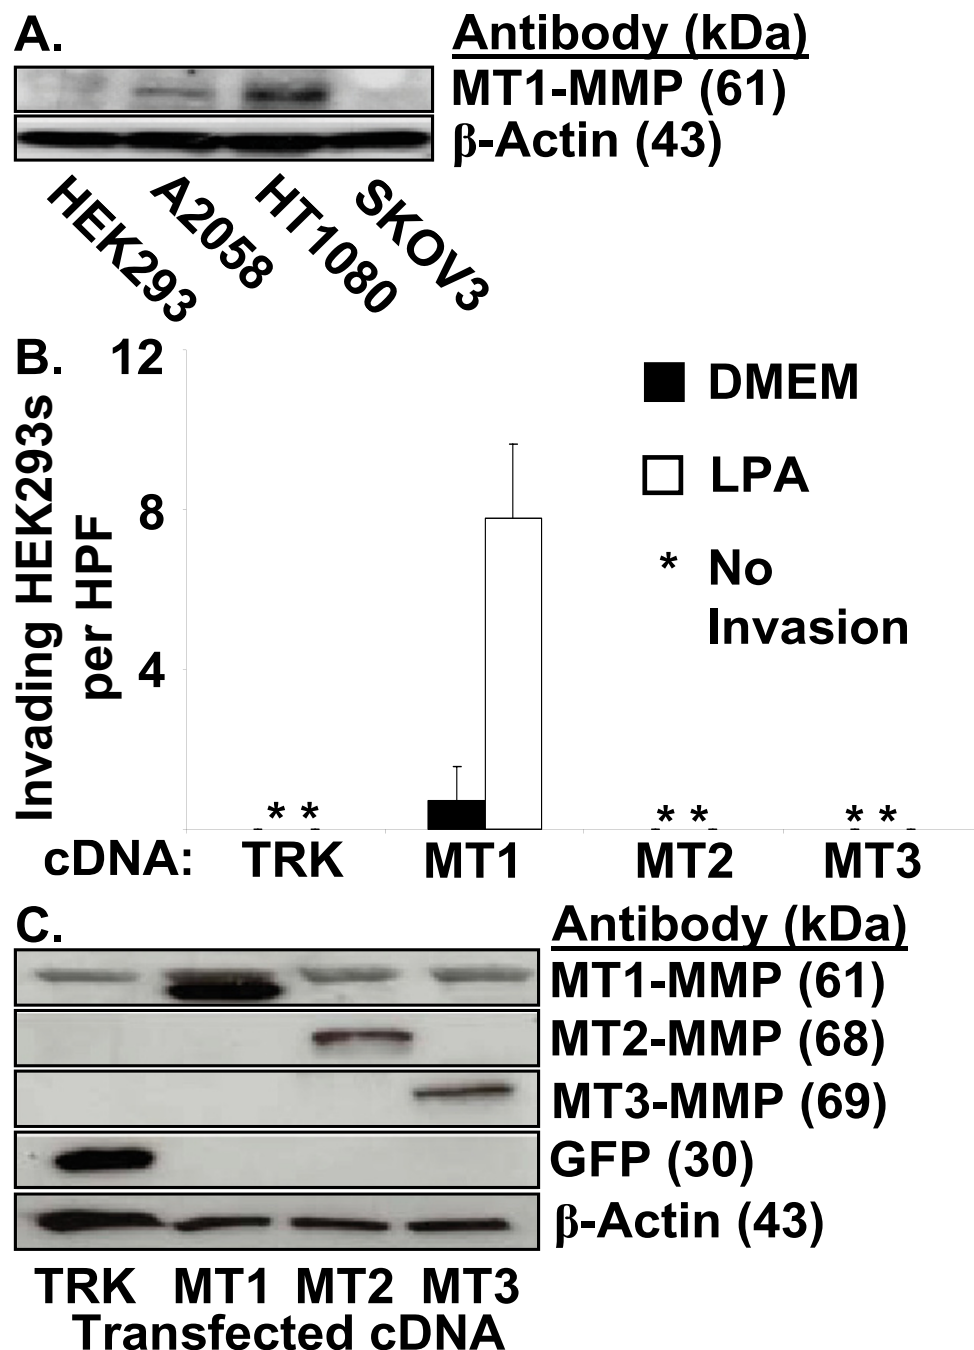 A.
Antibody (kDa)
MT1-MMP (61)
β-Actin (43)
HEK293
A2058
HT1080
SKOV3
B.
12
8
4
Invading HEK293s
per HPF
DMEM
LPA
* No
Invasion
* *
* *
* *
cDNA: TRK MT1 MT2 MT3
C.
Antibody (kDa)
MT1-MMP (61)
MT2-MMP (68)
MT3-MMP (69)
GFP (30)
β-Actin (43)
TRK MT1 MT2 MT3
Transfected cDNA